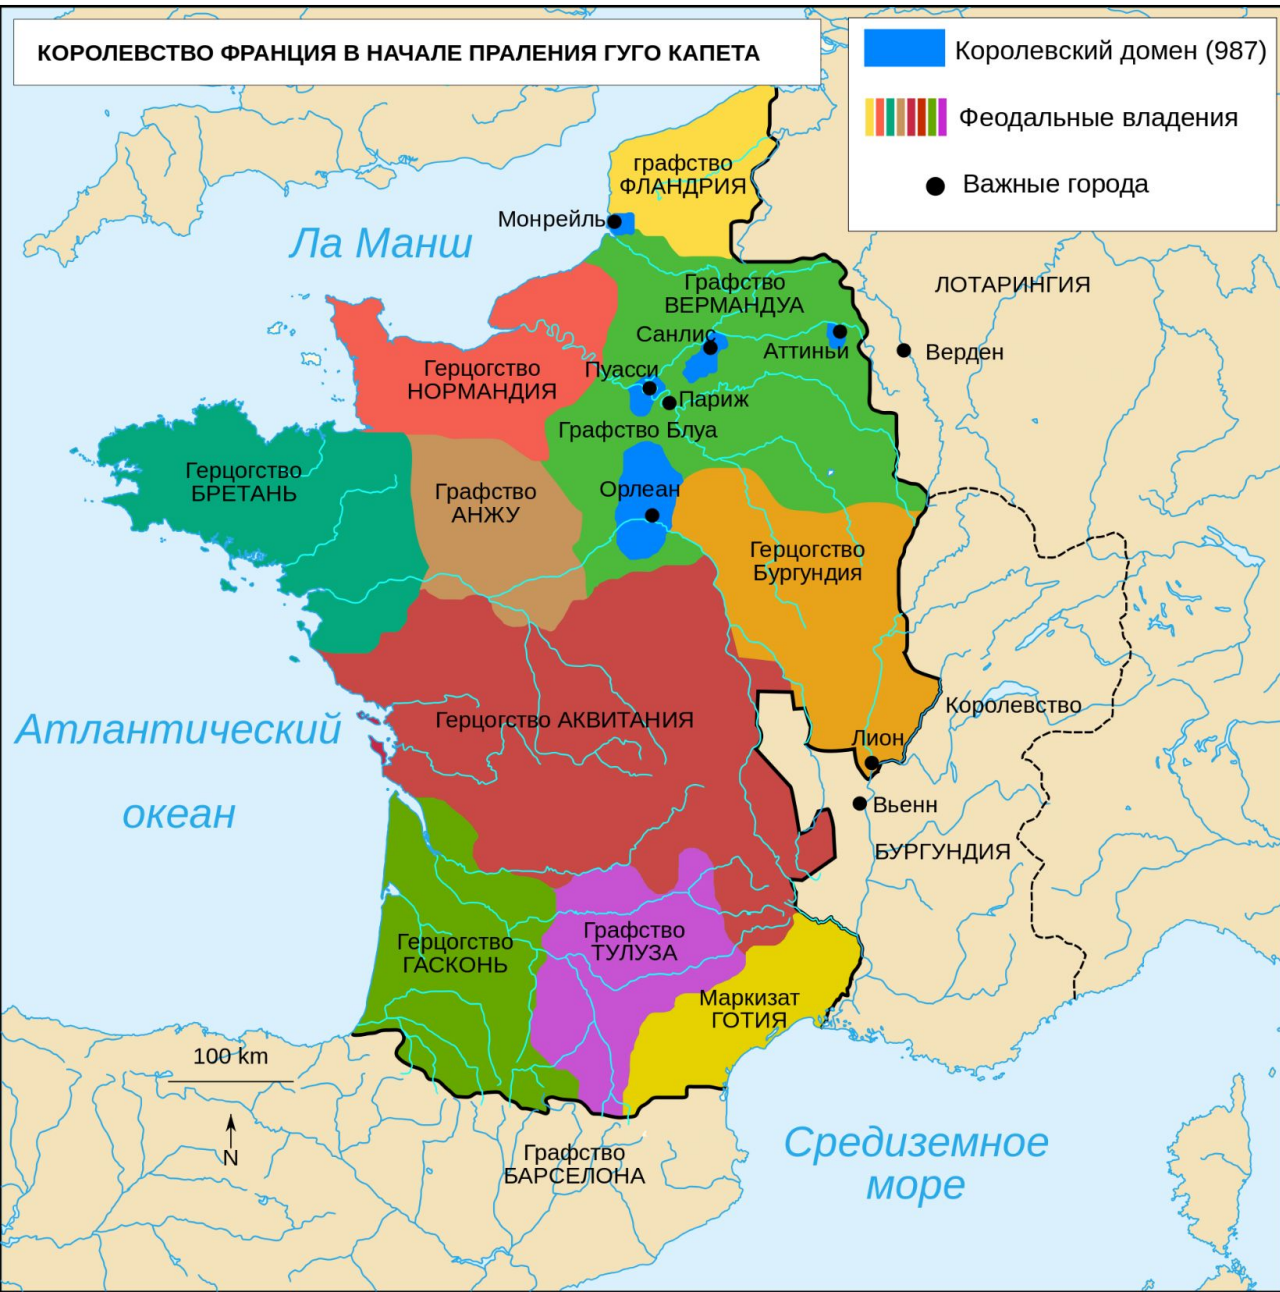 КОРОЛЕВСТВО ФРАНЦИЯ В НАЧАЛЕ ПРАЛЕНИЯ ГУГО КАПЕТА
Королевский домен (987)
Феодальные владения
Важные города
графство
ФЛАНДРИЯ
Монрейль
Ла Манш
Графство
ВЕРМАНДУА
ЛОТАРИНГИЯ
Санлис
Аттиньи
Верден
Герцогство
НОРМАНДИЯ
Пуасси
Париж
Графство Блуа
Герцогство
БРЕТАНЬ
Графство
АНЖУ
Орлеан
Герцогство
Бургундия
Королевство
Герцогство АКВИТАНИЯ
Атлантический
океан
Лион
Вьенн
БУРГУНДИЯ
Герцогство
ГАСКОНЬ
Графство
ТУЛУЗА
Маркизат
ГОТИЯ
100 km
N
Графство
БАРСЕЛОНА
Средиземное
море